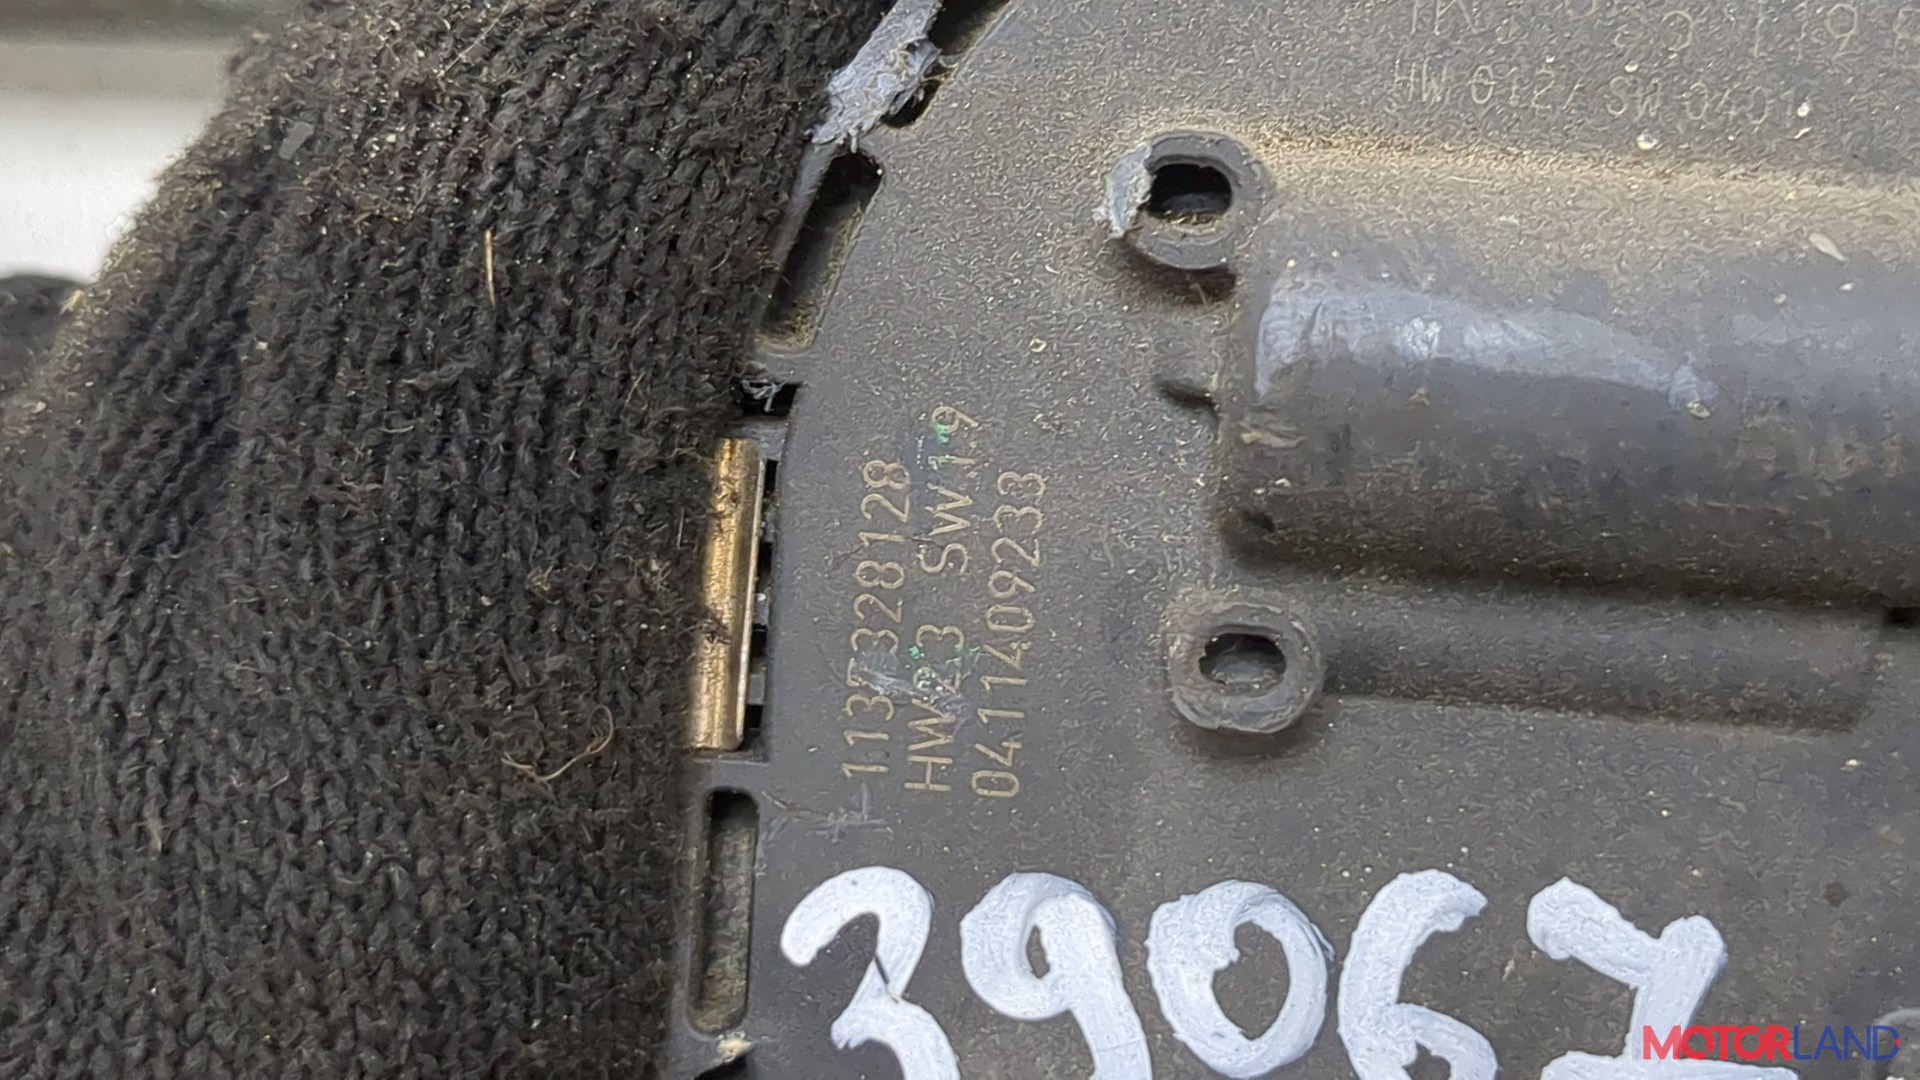 HW 012/ SW 0401
1137328128
HW23 SW19
0411409233
39067
MOTORLAND